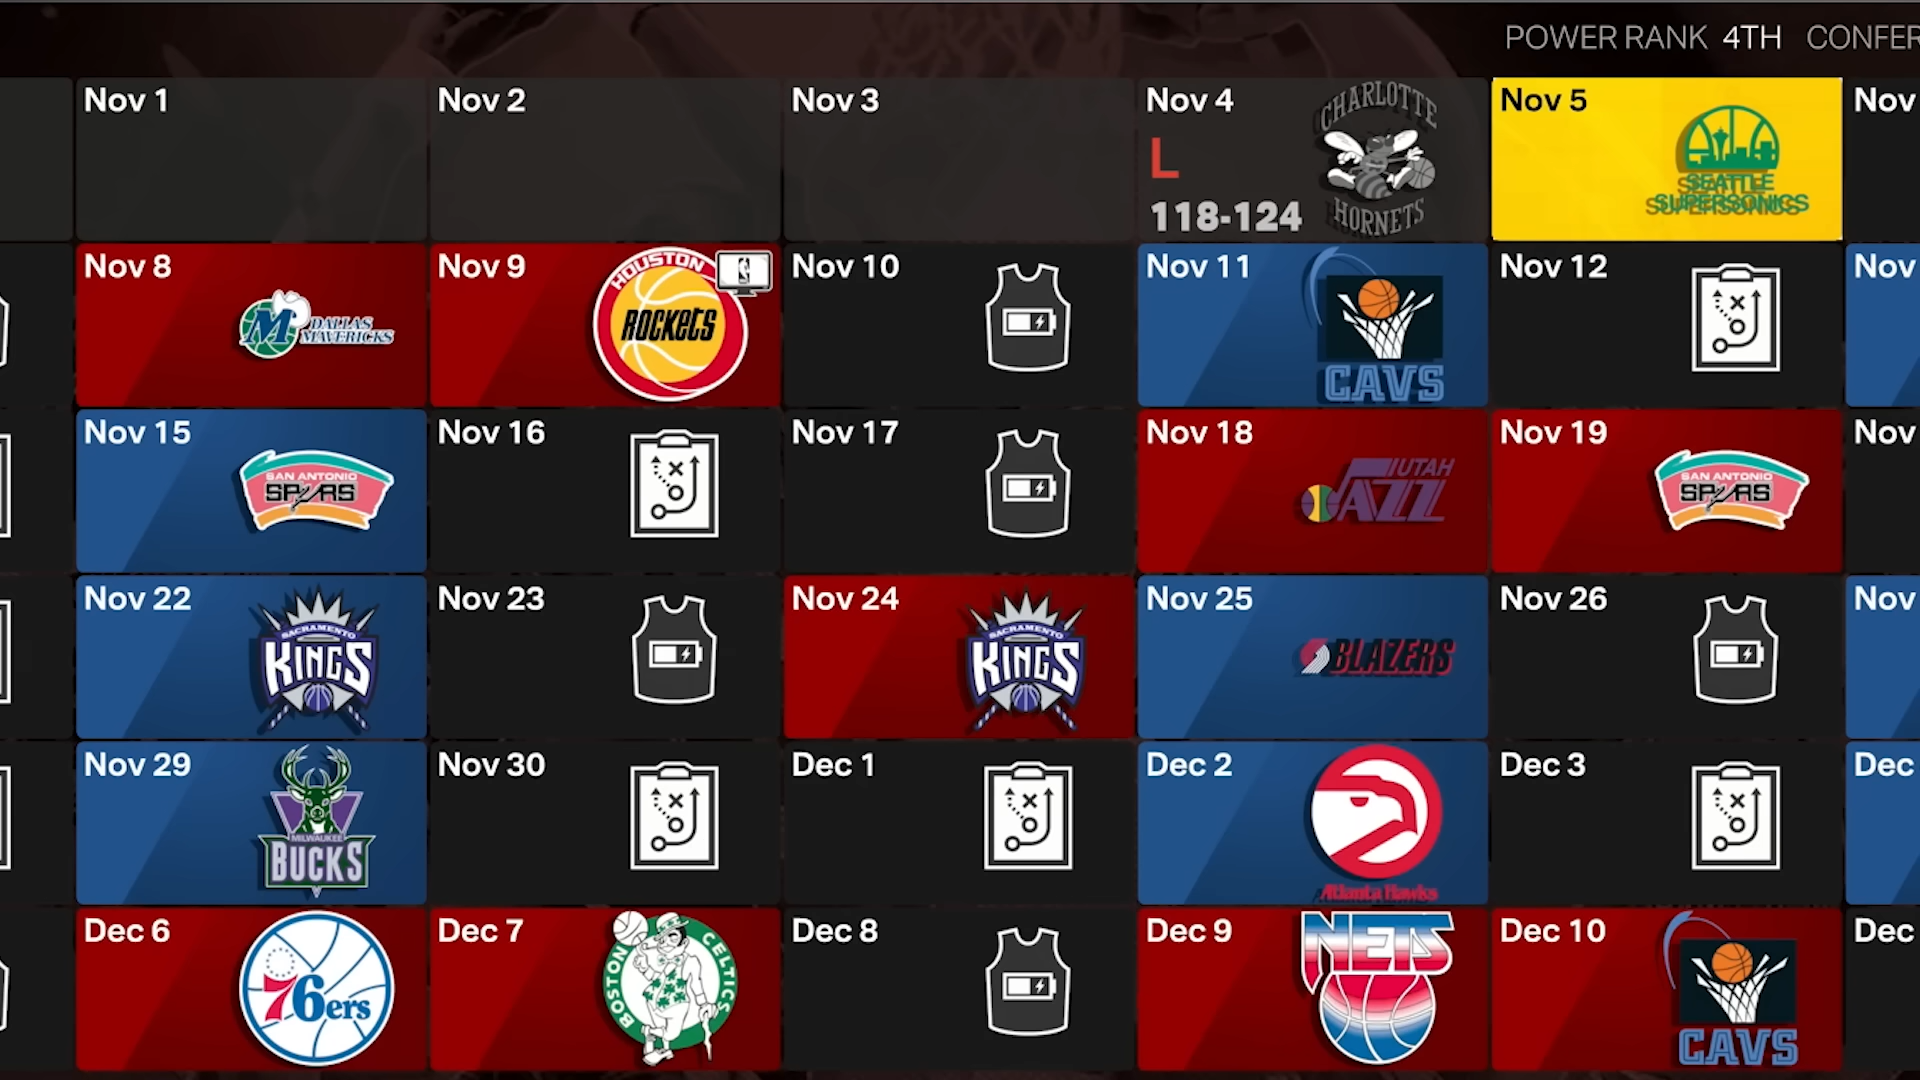 POWER RANK 4TH CONFER
Nov 1
Nov 2
Nov 3
Nov 4
L
118-124
CHARLOTTE
HORNETS
Nov 5
SEATTLE
SUPERSONICS
Nov
Nov 8
M DALLAS
MAVERICKS
Nov 9
HOUSTON
ROCKETS
Nov 10
Nov 11
CAVS
Nov 12
Nov
Nov 15
SAN ANTONIO
SPURS
Nov 16
Nov 17
Nov 18
UTAH
JAZZ
Nov 19
SAN ANTONIO
SPURS
Nov
Nov 22
SACRAMENTO
KINGS
Nov 23
Nov 24
SACRAMENTO
KINGS
Nov 25
BLAZERS
Nov 26
Nov
Nov 29
MILWAUKEE
BUCKS
Nov 30
Dec 1
Dec 2
Atlanta Hawks
Dec 3
Dec
Dec 6
76ers
Dec 7
BOSTON CELTICS
Dec 8
Dec 9
NETS
Dec 10
CAVS
Dec